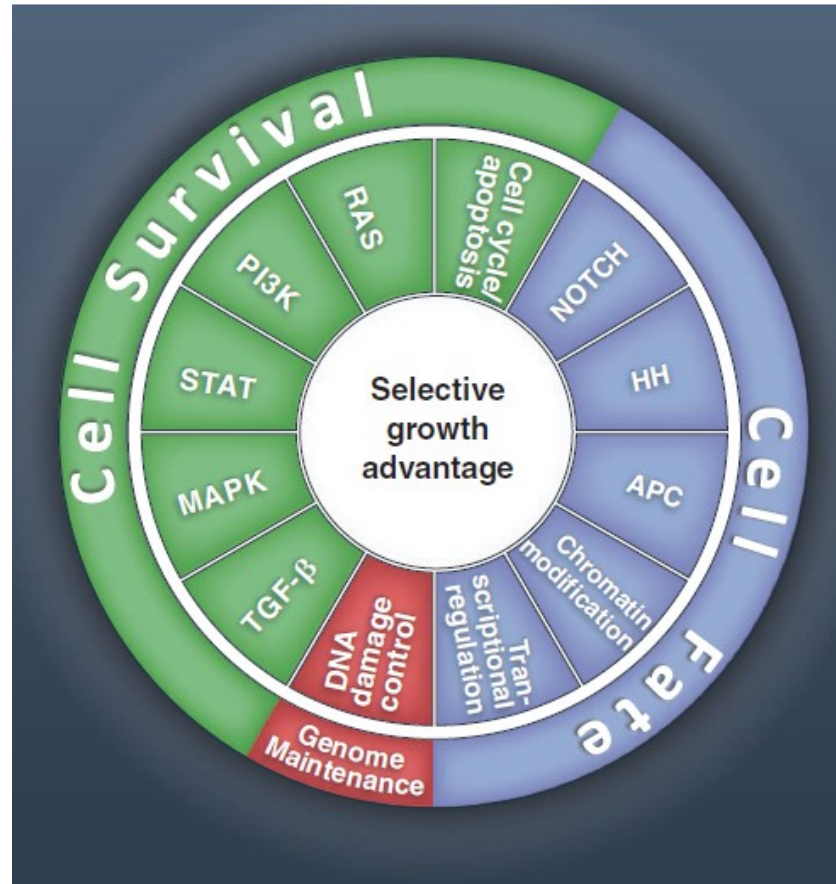 Cell Survival
Cell Fate
Genome
Maintenance
Cell cycle/
apoptosis
NOTCH
HH
APC
Chromatin
modification
Tran-
scriptional
regulation
DNA
damage
control
TGF-β
MAPK
STAT
PI3K
RAS
Selective
growth
advantage